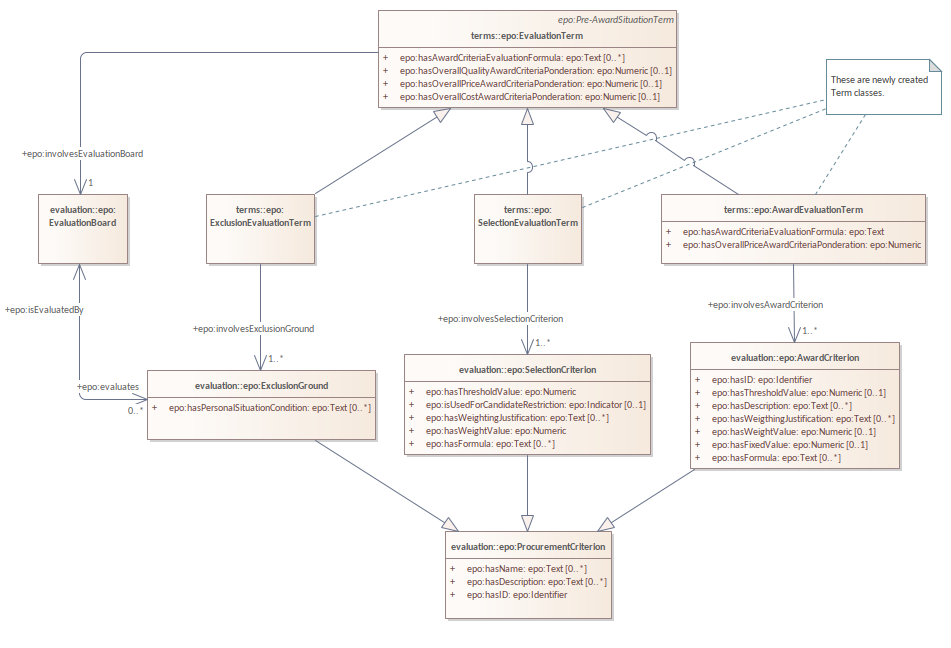 epo:Pre-AwardSituationTerm
terms::epo:EvaluationTerm
+ epo:hasAwardCriteriaEvaluationFormula: epo:Text [0..*]
+ epo:hasOverallQualityAwardCriteriaPonderation: epo:Numeric [0..1]
+ epo:hasOverallPriceAwardCriteriaPonderation: epo:Numeric [0..1]
+ epo:hasOverallCostAwardCriteriaPonderation: epo:Numeric [0..1]
These are newly created
Term classes.
+epo:involvesEvaluationBoard
1
evaluation::epo:
EvaluationBoard
terms::epo:
ExclusionEvaluationTerm
terms::epo:
SelectionEvaluationTerm
terms::epo:AwardEvaluationTerm
+ epo:hasAwardCriteriaEvaluationFormula: epo:Text
+ epo:hasOverallPriceAwardCriteriaPonderation: epo:Numeric
+epo:isEvaluatedBy
+epo:involvesExclusionGround
1..*
+epo:involvesSelectionCriterion
1..*
+epo:involvesAwardCriterion
1..*
+epo:evaluates
0..*
evaluation::epo:ExclusionGround
+ epo:hasPersonalSituationCondition: epo:Text [0..*]
evaluation::epo:SelectionCriterion
+ epo:hasThresholdValue: epo:Numeric
+ epo:isUsedForCandidateRestriction: epo:Indicator [0..1]
+ epo:hasWeightingJustification: epo:Text [0..*]
+ epo:hasWeightValue: epo:Numeric
+ epo:hasFormula: epo:Text [0..*]
evaluation::epo:AwardCriterion
+ epo:hasID: epo:Identifier
+ epo:hasThresholdValue: epo:Numeric [0..1]
+ epo:hasDescription: epo:Text [0..*]
+ epo:hasWeigthingJustification: epo:Text [0..*]
+ epo:hasWeightValue: epo:Numeric [0..1]
+ epo:hasFixedValue: epo:Numeric [0..1]
+ epo:hasFormula: epo:Text [0..*]
evaluation::epo:ProcurementCriterion
+ epo:hasName: epo:Text [0..*]
+ epo:hasDescription: epo:Text [0..*]
+ epo:hasID: epo:Identifier